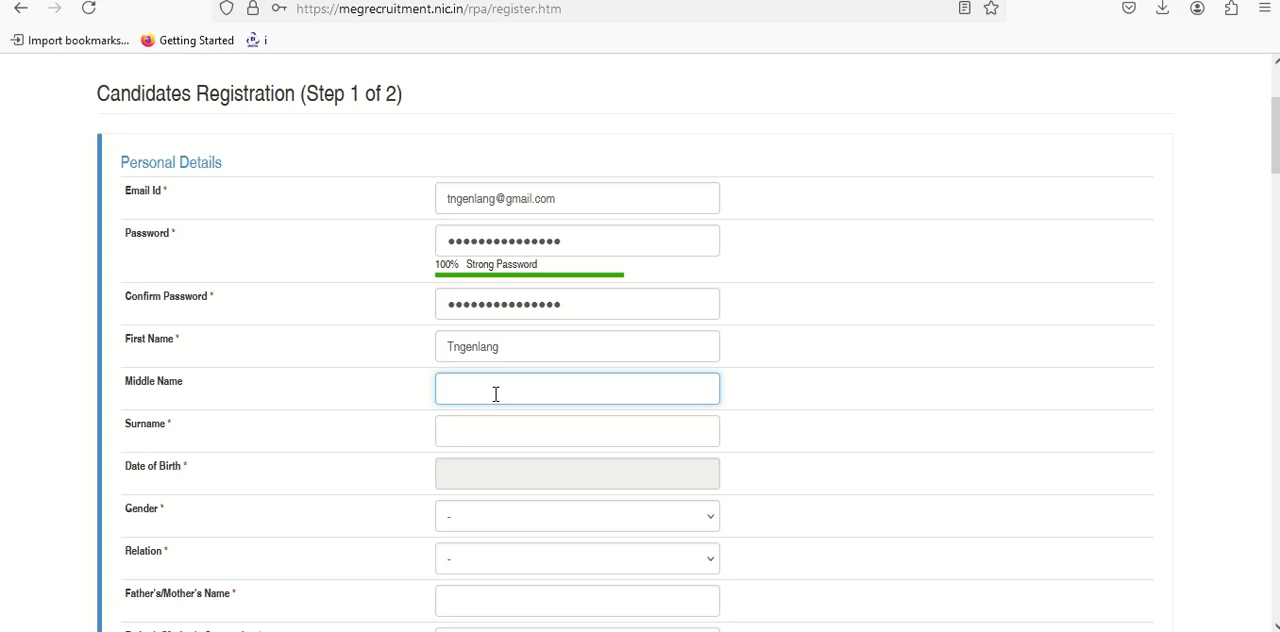 https://megrecruitment.nic.in/rpa/register.htm
Import bookmarks... Getting Started i
Candidates Registration (Step 1 of 2)
Personal Details
Email Id * tngenlang@gmail.com
Password * ●●●●●●●●●●●●●●●
100% Strong Password
Confirm Password * ●●●●●●●●●●●●●●●
First Name * Tngenlang
Middle Name
Surname *
Date of Birth *
Gender * -
Relation * -
Father's/Mother's Name *